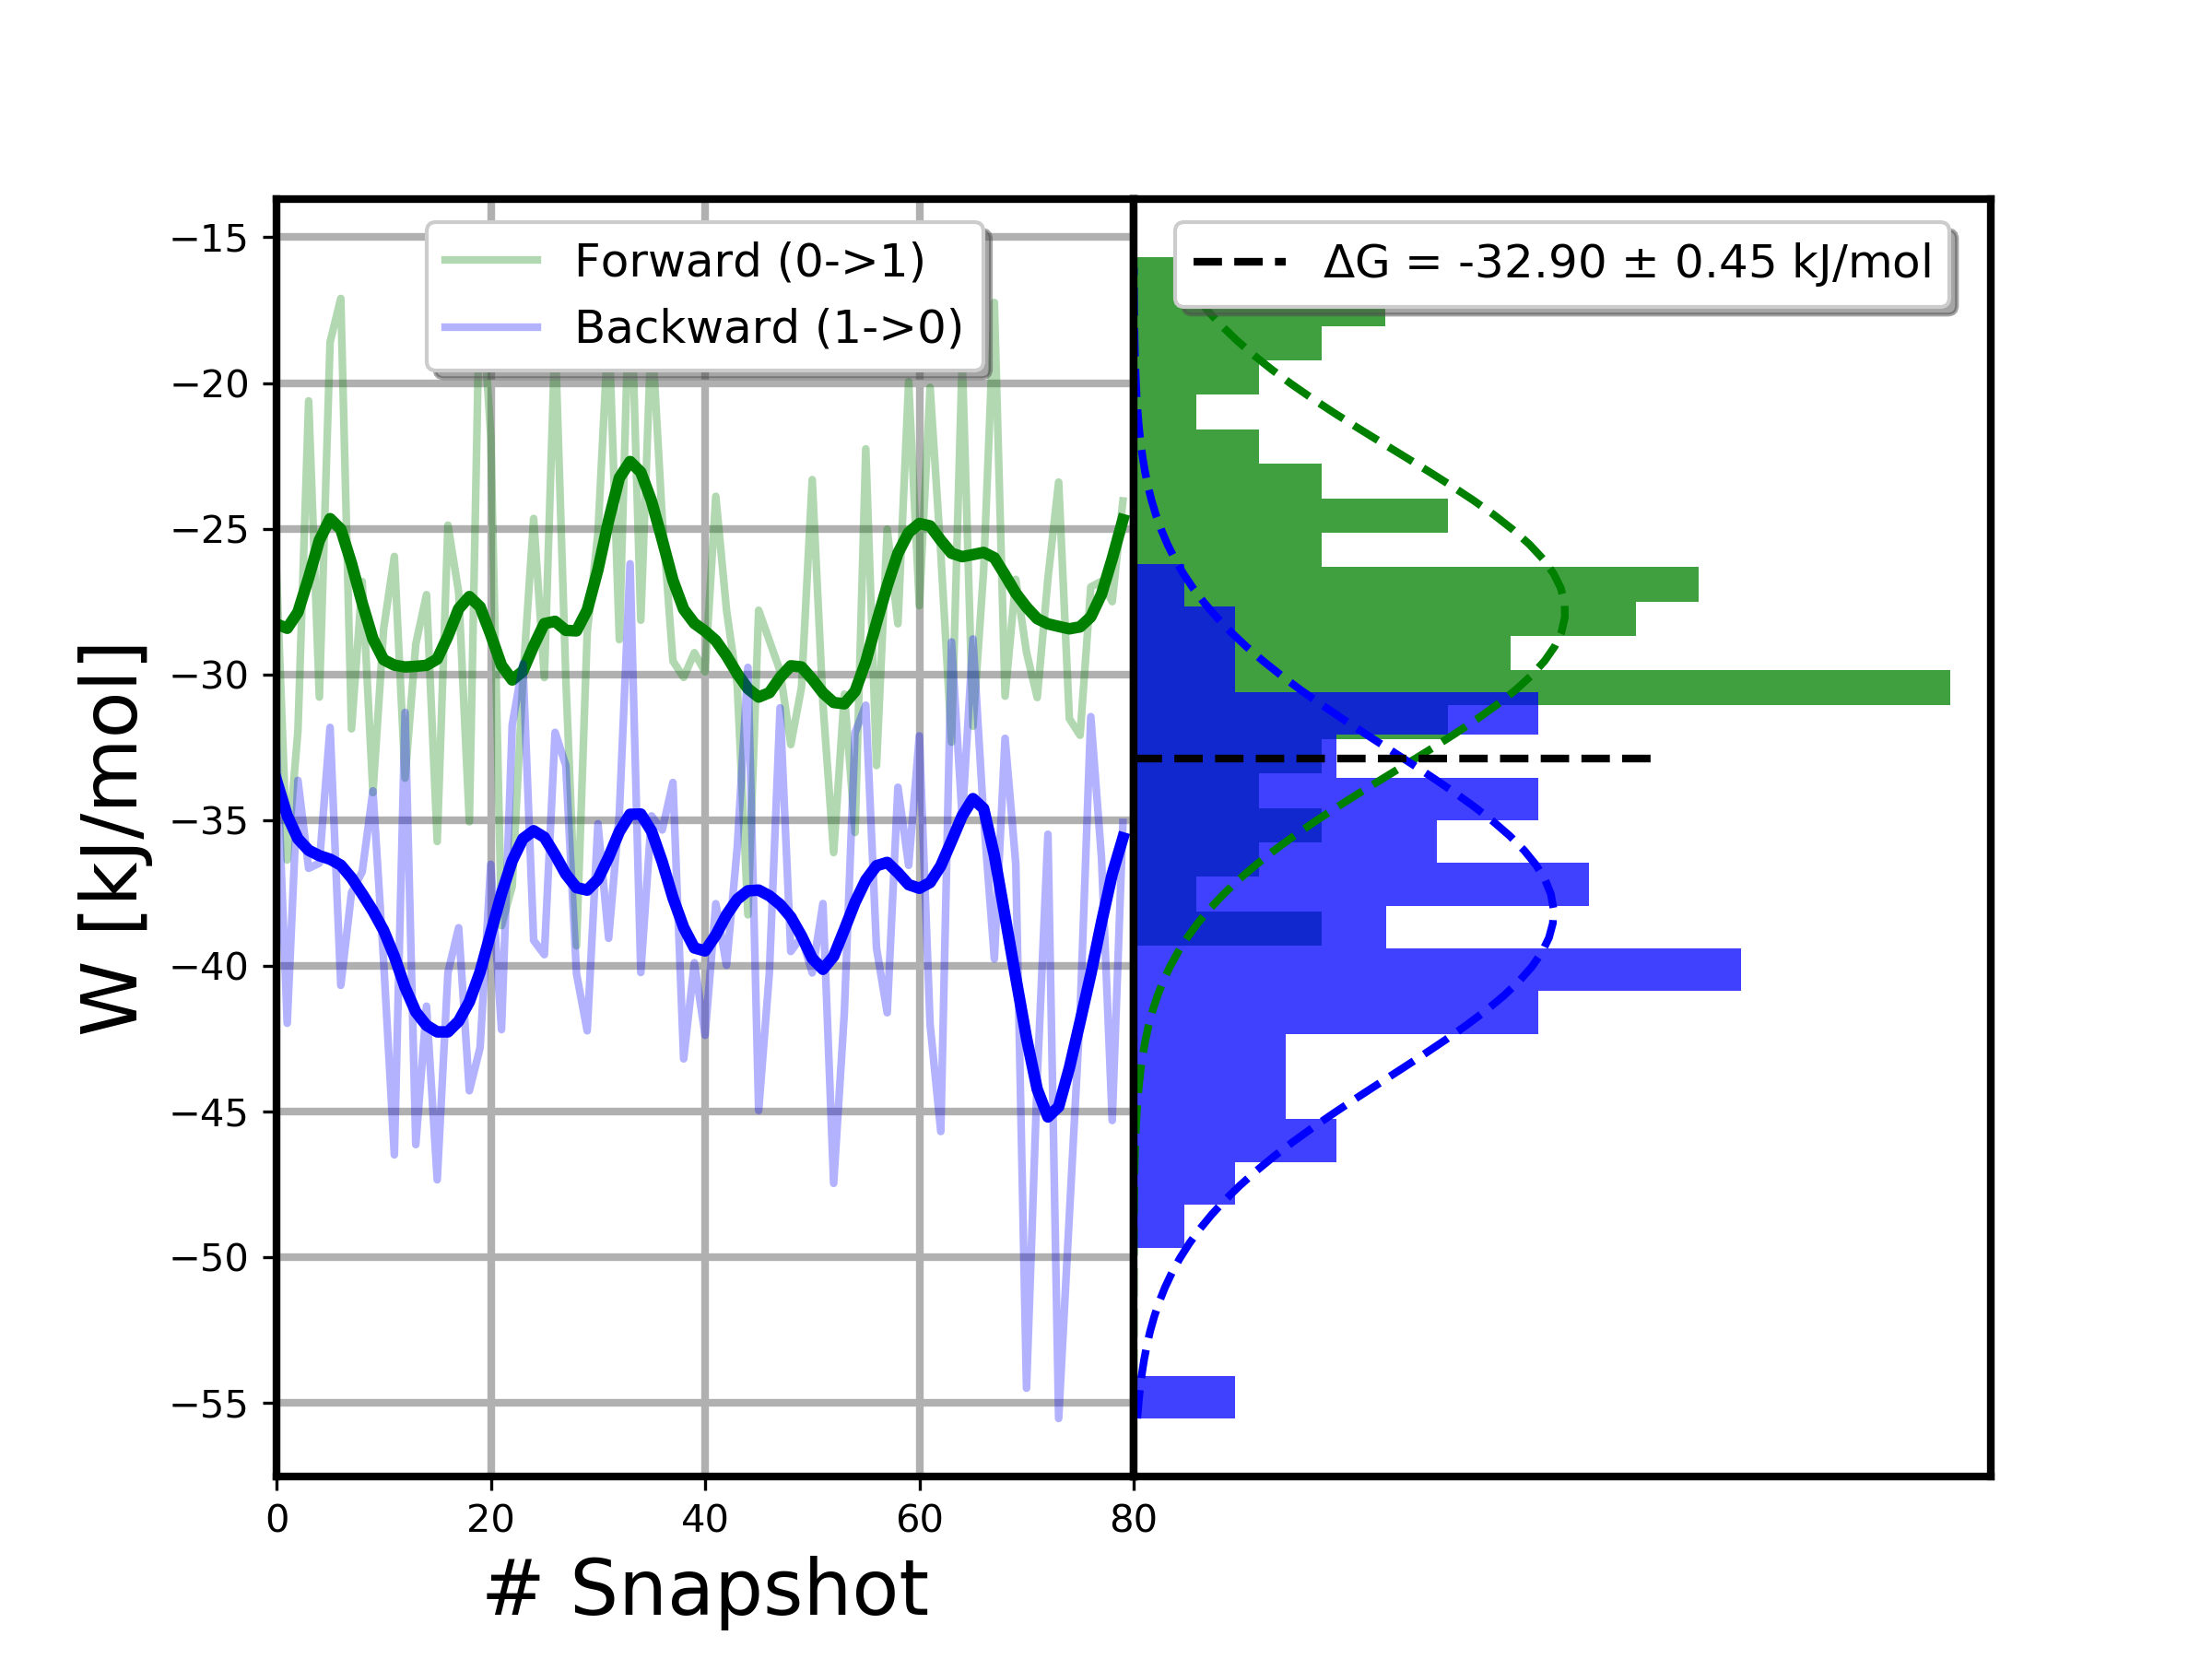 Forward (0->1)
Backward (1->0)
ΔG = -32.90 ± 0.45 kJ/mol
W [kJ/mol]
−15
−20
−25
−30
−35
−40
−45
−50
−55
0 20 40 60 80
# Snapshot